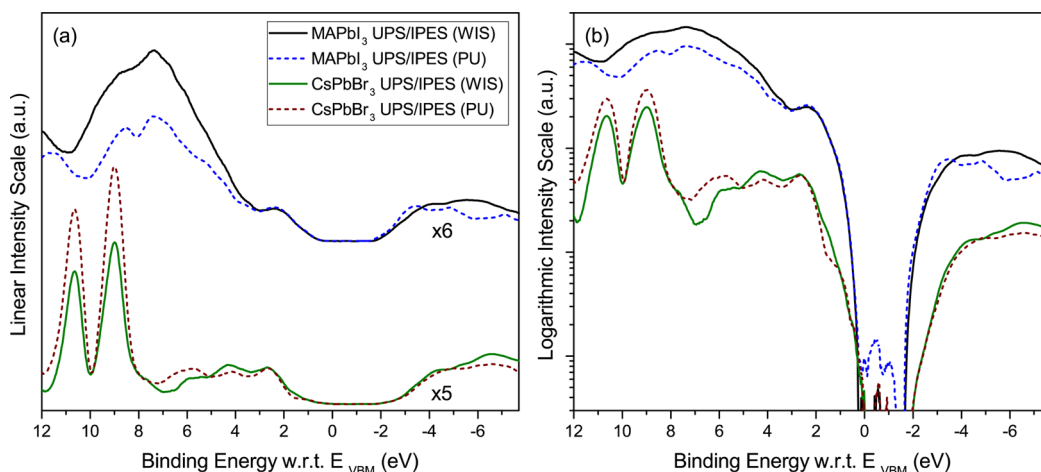 (a)
MAPbI3 UPS/IPES (WIS)
MAPbI3 UPS/IPES (PU)
CsPbBr3 UPS/IPES (WIS)
CsPbBr3 UPS/IPES (PU)
x6
x5
Linear Intensity Scale (a.u.)
12 10 8 6 4 2 0 -2 -4 -6
Binding Energy w.r.t. E VBM (eV)
(b)
Logarithmic Intensity Scale (a.u.)
12 10 8 6 4 2 0 -2 -4 -6
Binding Energy w.r.t. E VBM (eV)